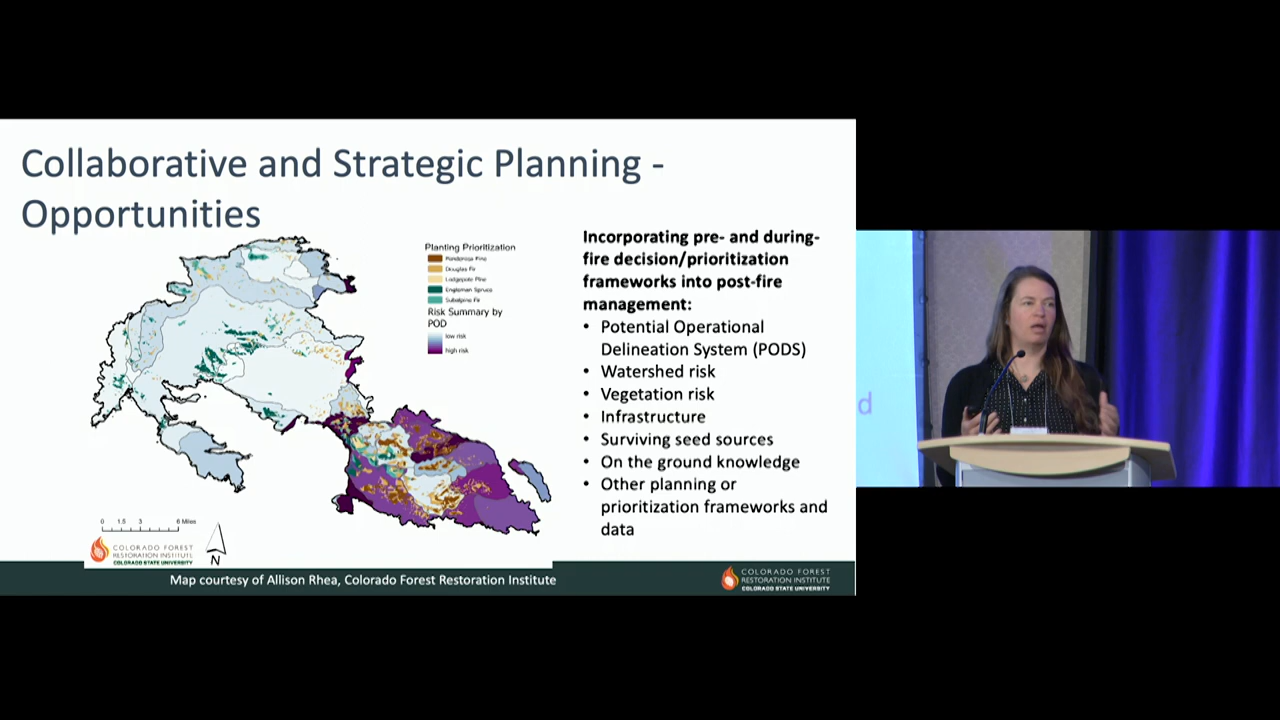 Collaborative and Strategic Planning -
Opportunities
Planting Prioritization
Ponderosa Pine
Douglas Fir
Lodgepole Pine
Engleman Spruce
Subalpine Fir
Risk Summary by
POD
low risk
high risk
0 1.5 3 6 Miles
N
COLORADO FOREST
RESTORATION INSTITUTE
COLORADO STATE UNIVERSITY
Incorporating pre- and during-
fire decision/prioritization
frameworks into post-fire
management:
• Potential Operational
Delineation System (PODS)
• Watershed risk
• Vegetation risk
• Infrastructure
• Surviving seed sources
• On the ground knowledge
• Other planning or
prioritization frameworks and
data
Map courtesy of Allison Rhea, Colorado Forest Restoration Institute
COLORADO FOREST
RESTORATION INSTITUTE
COLORADO STATE UNIVERSITY
d